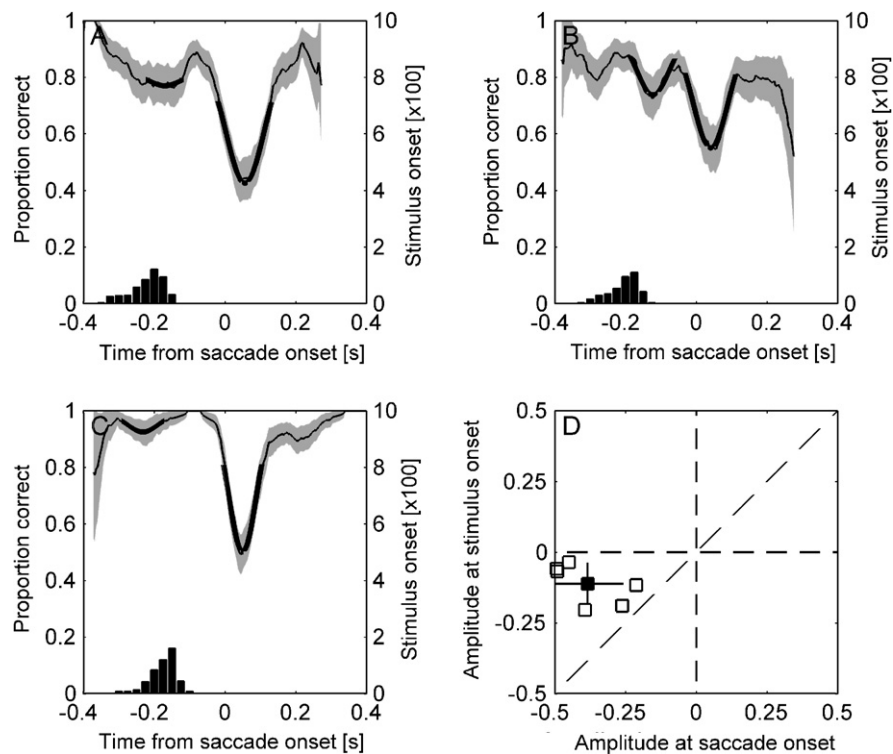 A
Proportion correct
1
0.8
0.6
0.4
0.2
0
10
8
6
4
2
0
Stimulus onset [x100]
-0.4 -0.2 0 0.2 0.4
Time from saccade onset [s]
B
Proportion correct
1
0.8
0.6
0.4
0.2
0
10
8
6
4
2
0
Stimulus onset [x100]
-0.4 -0.2 0 0.2 0.4
Time from saccade onset [s]
C
Proportion correct
1
0.8
0.6
0.4
0.2
0
10
8
6
4
2
0
Stimulus onset [x100]
-0.4 -0.2 0 0.2 0.4
Time from saccade onset [s]
D
Amplitude at stimulus onset
0.5
0.25
0
-0.25
-0.5
-0.5 -0.25 0 0.25 0.5
Amplitude at saccade onset